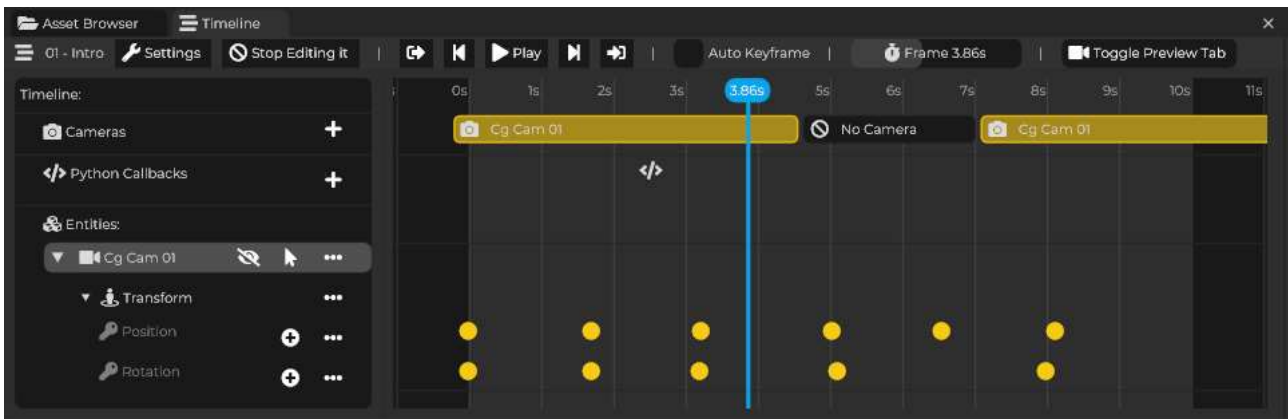 Asset Browser Timeline
01 - Intro Settings Stop Editing it | Play | Auto Keyframe | Frame 3.86s | Toggle Preview Tab
Timeline: 0s 1s 2s 3s 3.86s 5s 6s 7s 8s 9s 10s 11s
Cameras + Cg Cam 01 No Camera Cg Cam 01
</> Python Callbacks + </>
Entities:
Cg Cam 01
Transform
Position
Rotation